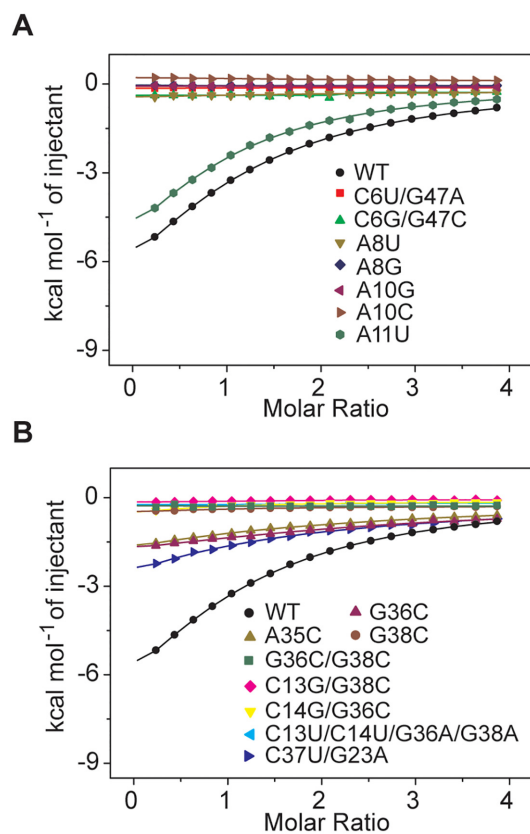 A
0
-3
-6
-9
kcal mol⁻¹ of injectant
WT
C6U/G47A
C6G/G47C
A8U
A8G
A10G
A10C
A11U
0 1 2 3 4
Molar Ratio
B
0
-3
-6
-9
kcal mol⁻¹ of injectant
WT G36C
A35C G38C
G36C/G38C
C13G/G38C
C14G/G36C
C13U/C14U/G36A/G38A
C37U/G23A
0 1 2 3 4
Molar Ratio